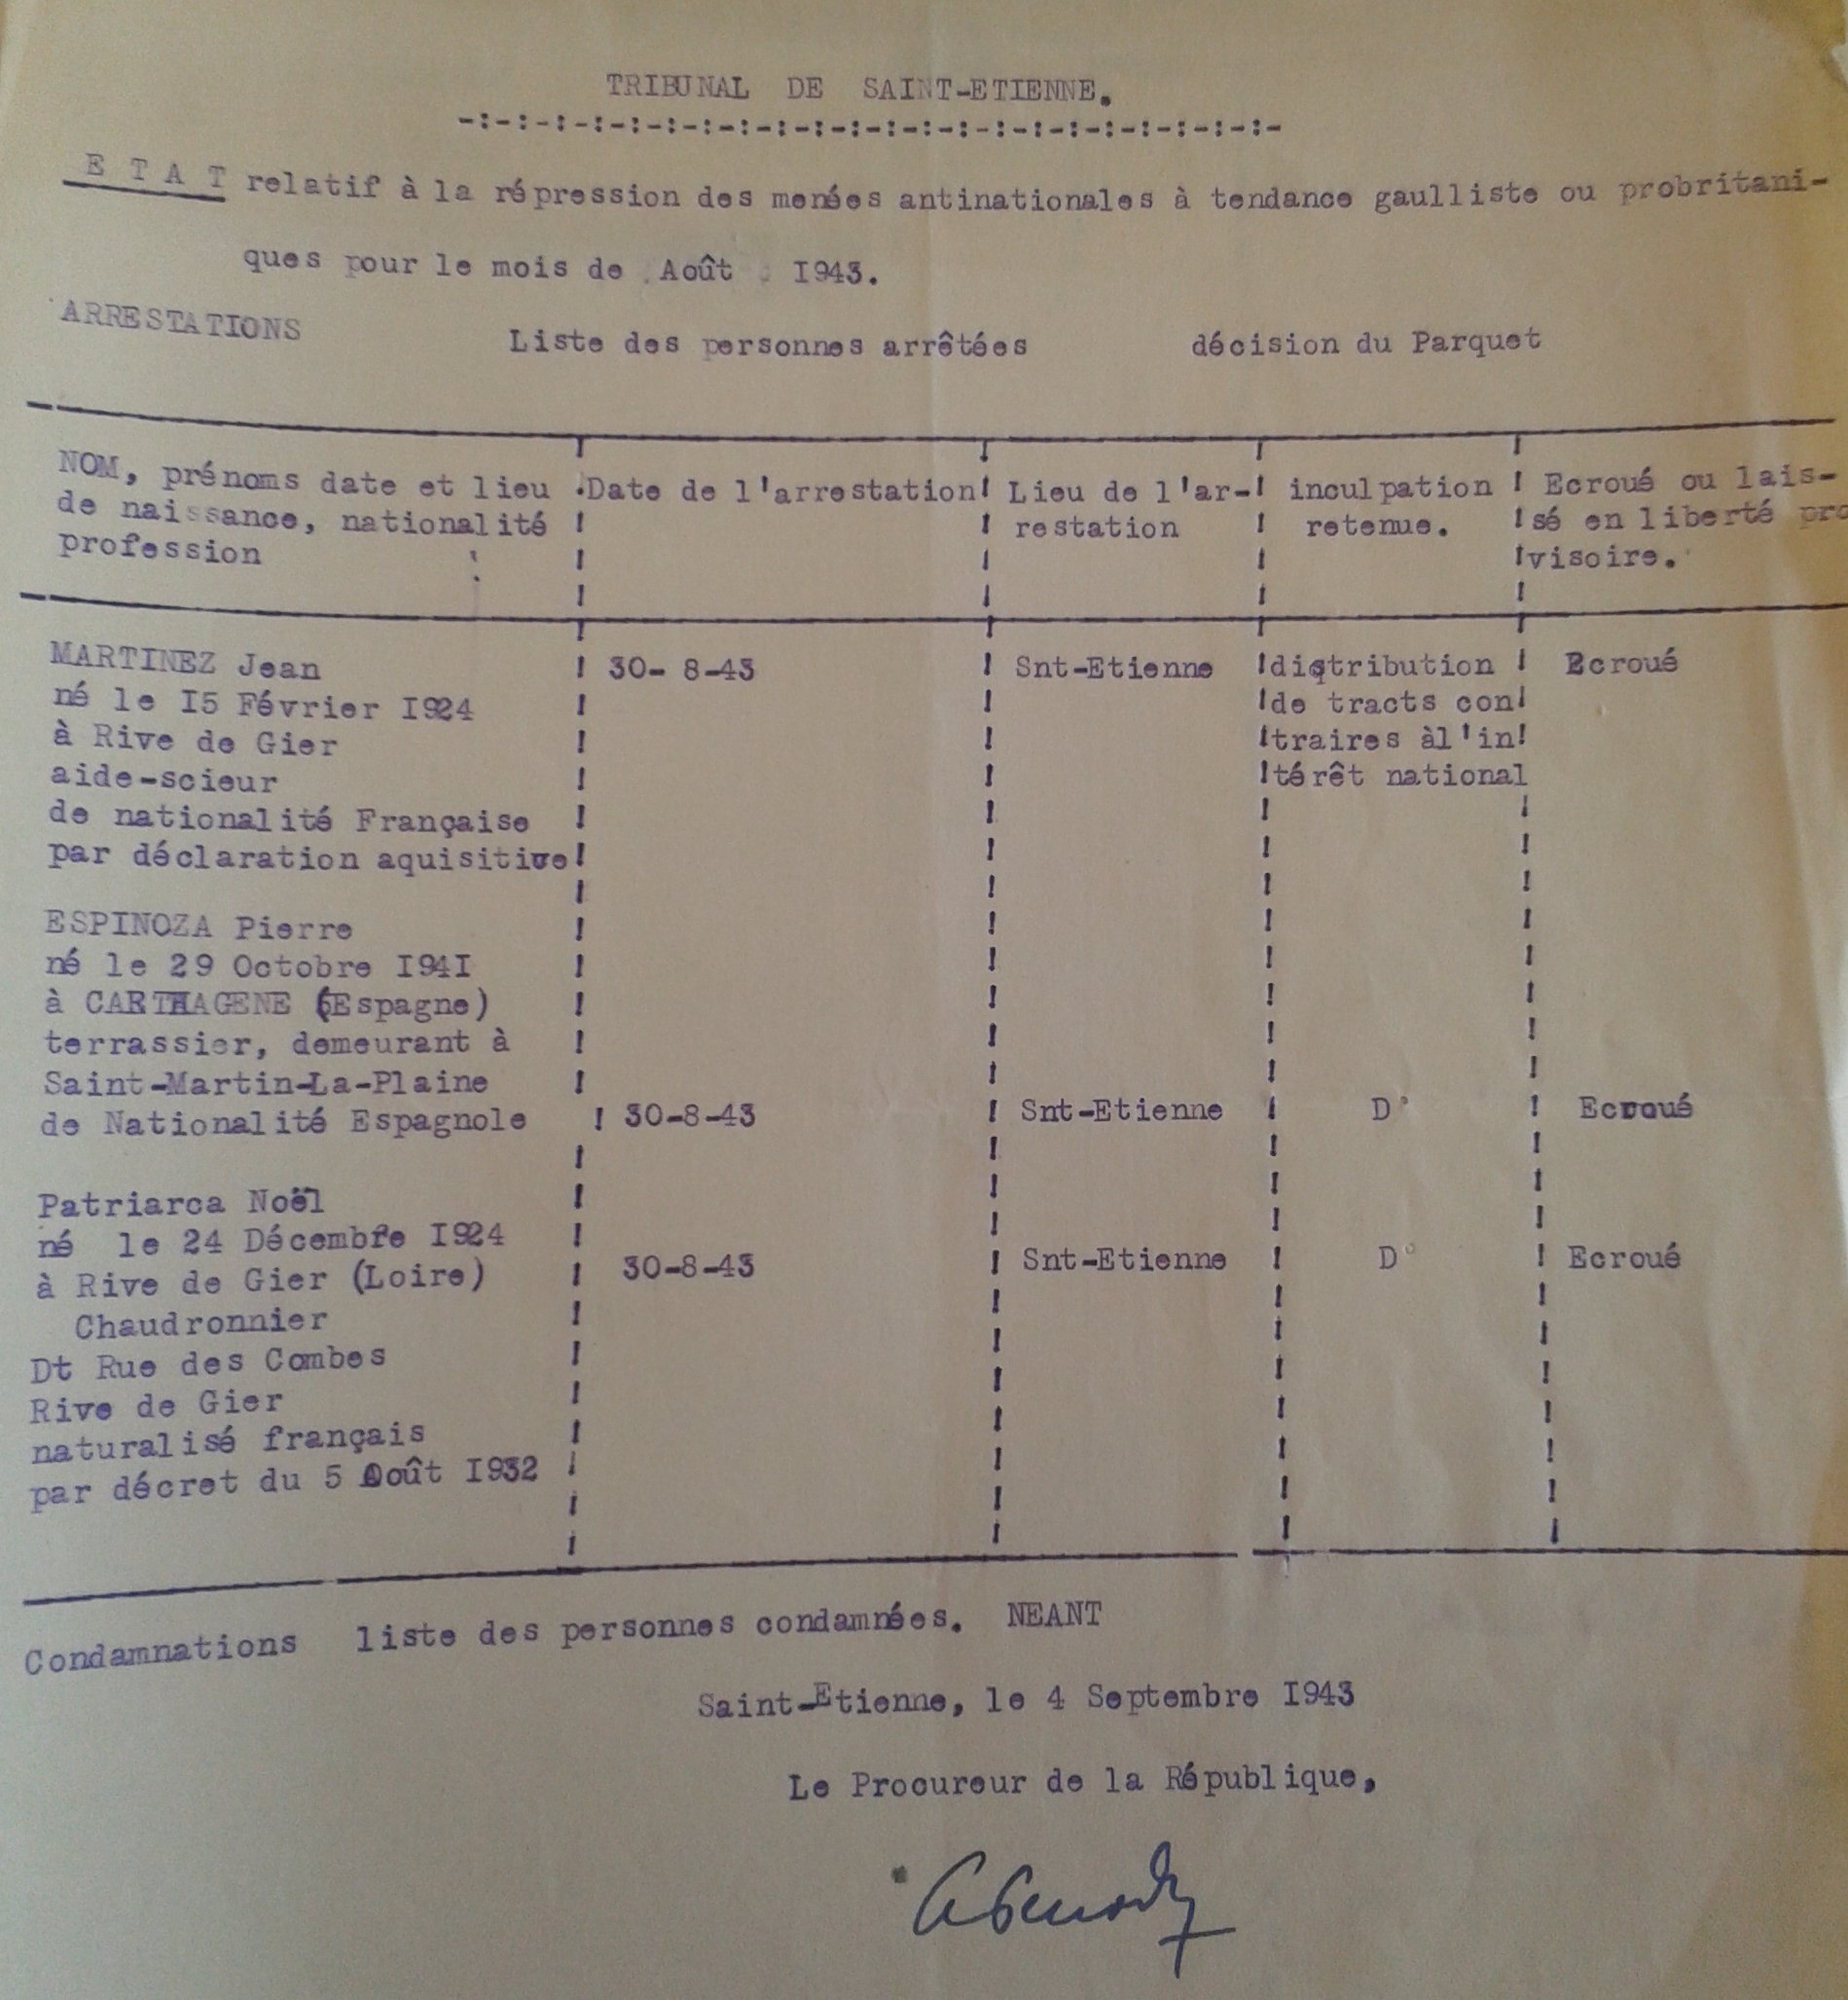 TRIBUNAL DE SAINT-ETIENNE.
-:-:-:-:-:-:-:-:-:-:-:-:-:-:-:-:-:-:-:-:-:-:-
E T A T relatif à la répression des menées antinationales à tendance gaulliste ou probritani-
ques pour le mois de Août 1943.
ARRESTATIONS Liste des personnes arrêtées décision du Parquet
NOM, prénoms date et lieu de naissance, nationalité profession
Date de l'arrestation
Lieu de l'ar-
restation
inculpation
retenue.
Ecroué ou lais-
sé en liberté pro
visoire.
MARTINEZ Jean 30- 8-43 Snt-Etienne distribution Ecroué
né le I5 Février I924 de tracts con
à Rive de Gier traires àl'in
aide-scieur térêt national
de nationalité Française
par déclaration aquisitive
ESPINOZA Pierre
né le 29 Octobre I94I
à CARTHAGENE (Espagne)
terrassier, demeurant à
Saint-Martin-La-Plaine
de Nationalité Espagnole 30-8-43 Snt-Etienne D° Ecroué
Patriarca Noël
né le 24 Décembre I924
à Rive de Gier (Loire) 30-8-43 Snt-Etienne D° Ecroué
Chaudronnier
Dt Rue des Combes
Rive de Gier
naturalisé français
par décret du 5 Août I932
Condamnations liste des personnes condamnées. NEANT
Saint-Etienne, le 4 Septembre I943
Le Procureur de la République,